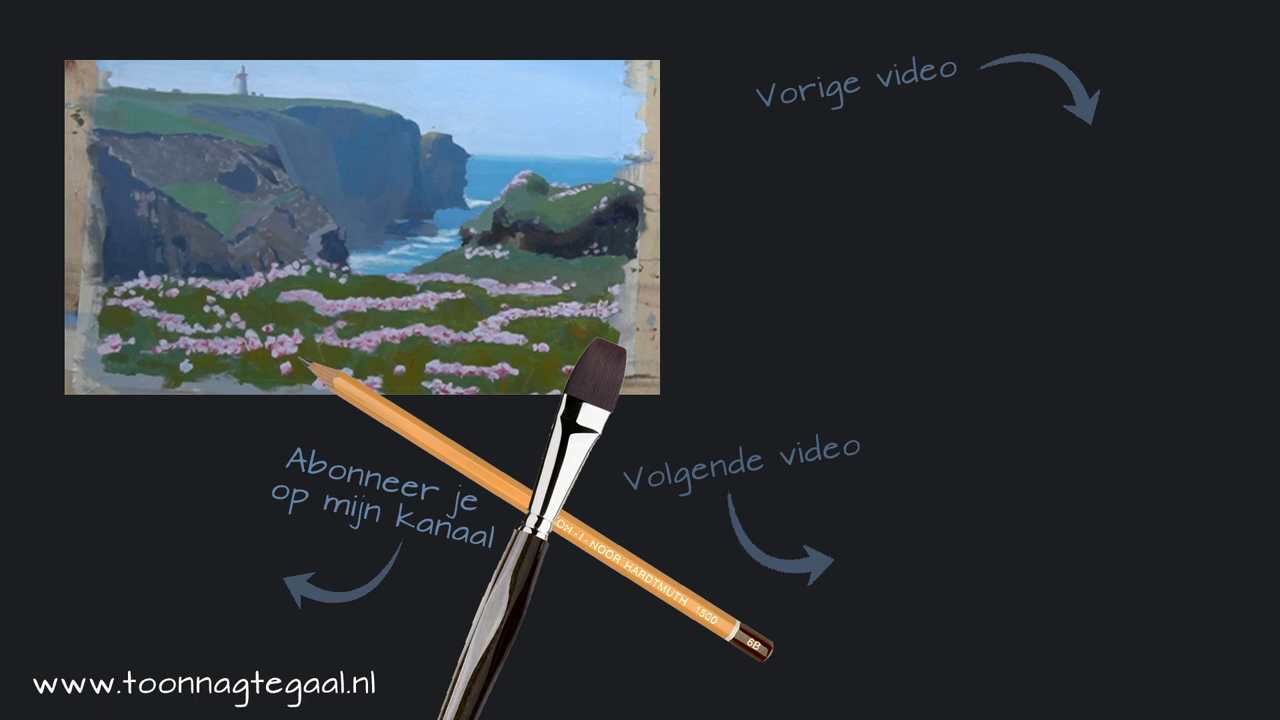 Vorige video
Abonneer je
op mijn kanaal
Volgende video
KOH-I-NOOR HARDTMUTH 1500 6B
www.toonnagtegaal.nl